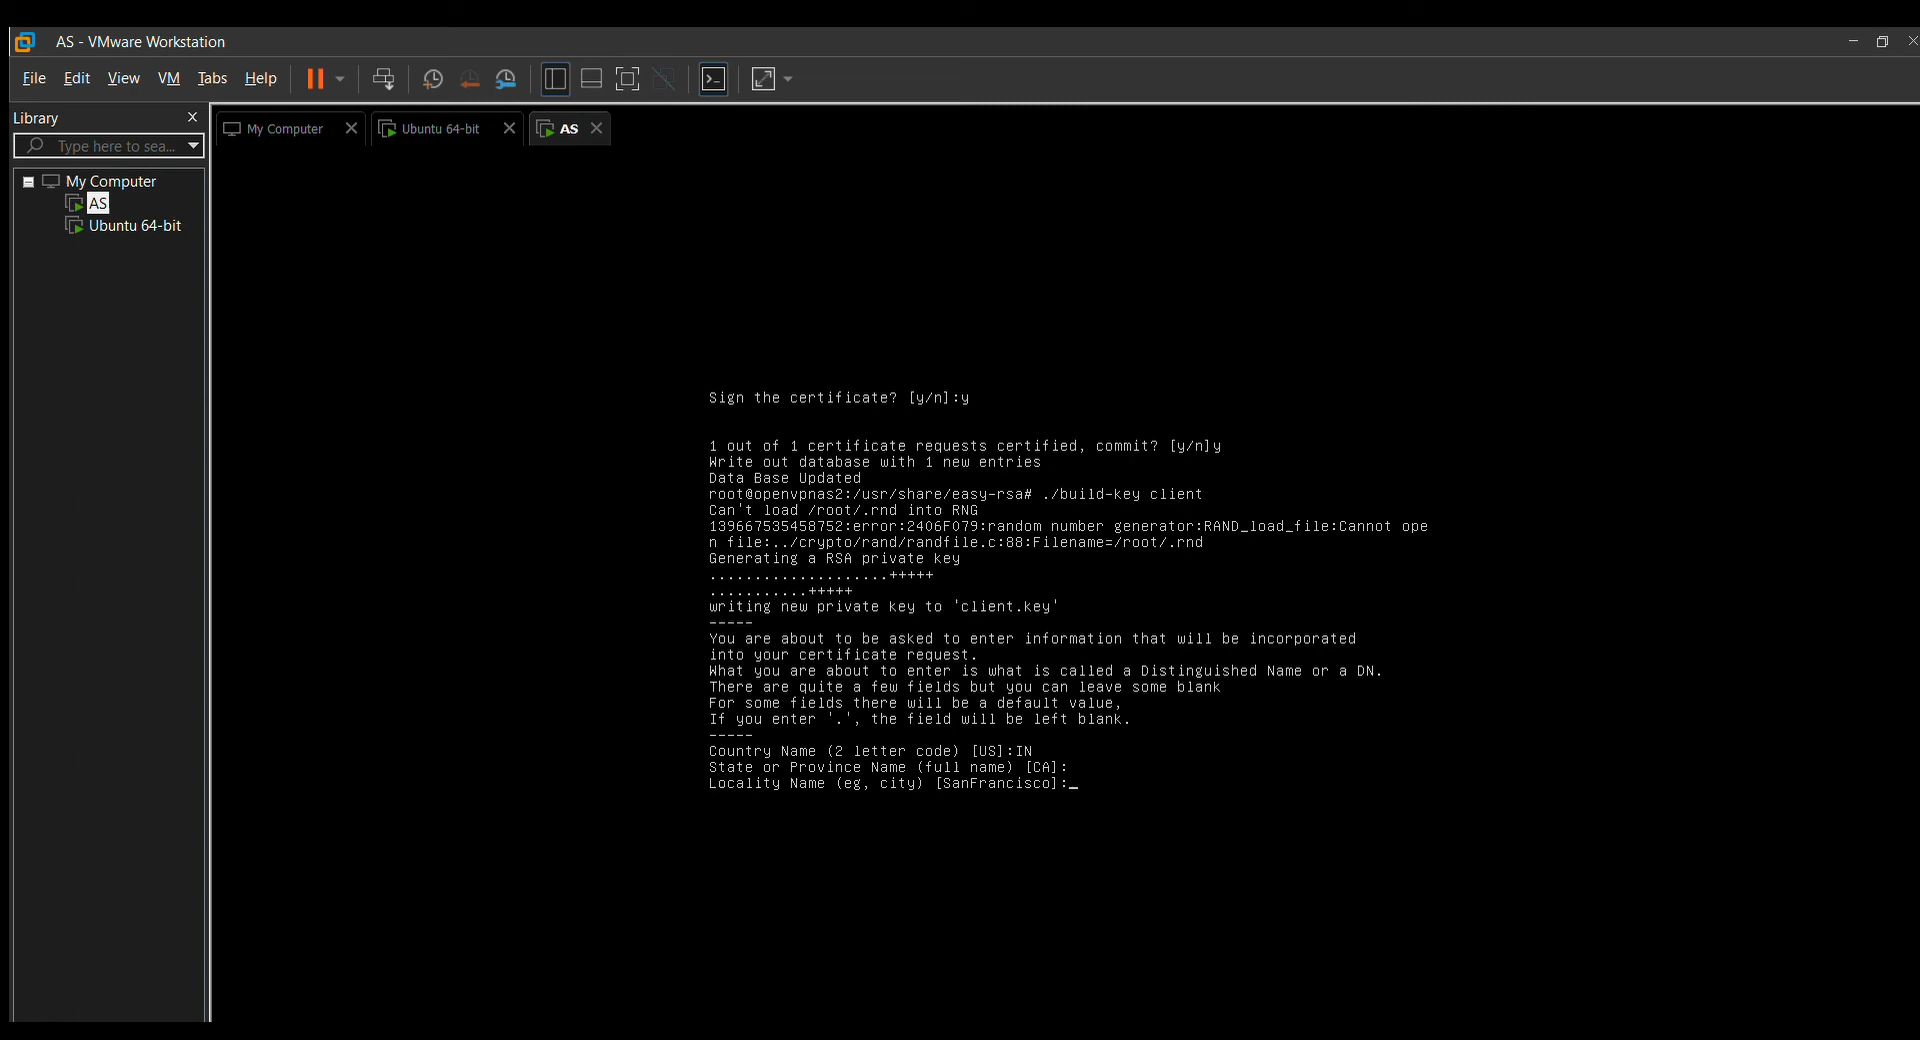 AS - VMware Workstation
File Edit View VM Tabs Help
Library
Type here to sea...
My Computer
AS
Ubuntu 64-bit
My Computer
Ubuntu 64-bit
AS
Sign the certificate? [y/n]:y
1 out of 1 certificate requests certified, commit? [y/n]y
Write out database with 1 new entries
Data Base Updated
root@openvpnas2:/usr/share/easy-rsa# ./build-key client
Can't load /root/.rnd into RNG
139667535458752:error:2406F079:random number generator:RAND_load_file:Cannot ope
n file:../crypto/rand/randfile.c:88:Filename=/root/.rnd
Generating a RSA private key
....................+++++
...........+++++
writing new private key to 'client.key'
-----
You are about to be asked to enter information that will be incorporated
into your certificate request.
What you are about to enter is what is called a Distinguished Name or a DN.
There are quite a few fields but you can leave some blank
For some fields there will be a default value,
If you enter '.', the field will be left blank.
-----
Country Name (2 letter code) [US]:IN
State or Province Name (full name) [CA]:
Locality Name (eg, city) [SanFrancisco]:_